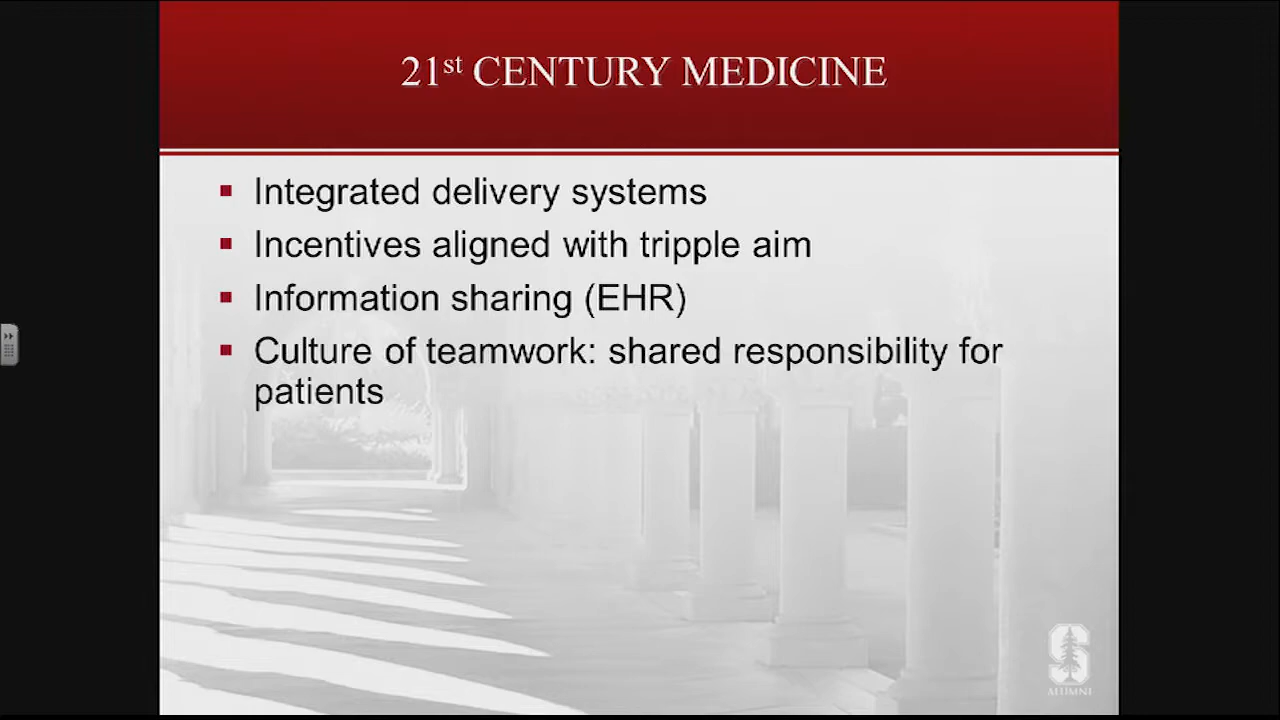 21st CENTURY MEDICINE
Integrated delivery systems
Incentives aligned with tripple aim
Information sharing (EHR)
Culture of teamwork: shared responsibility for
patients
S
ALUMNI